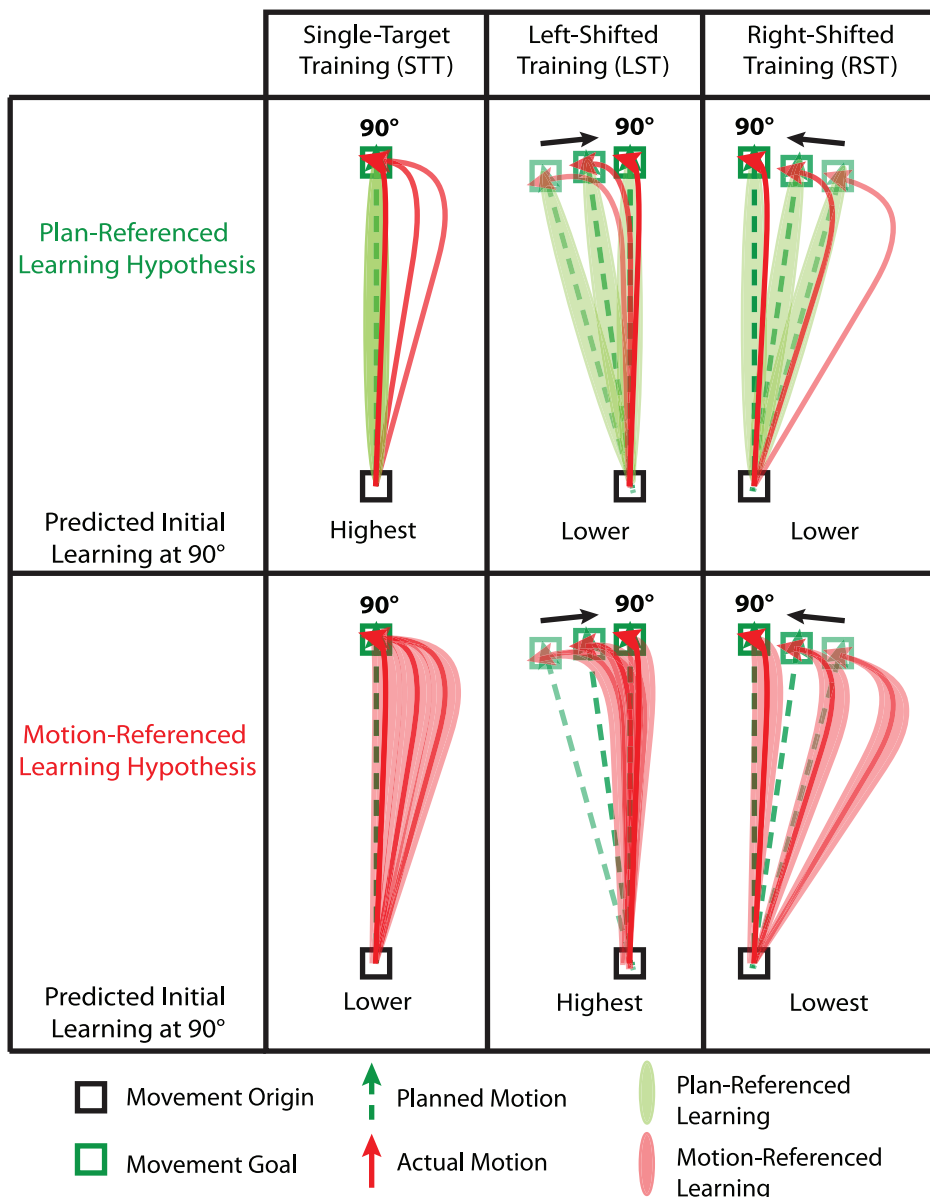 Single-Target
Training (STT)
Left-Shifted
Training (LST)
Right-Shifted
Training (RST)
Plan-Referenced
Learning Hypothesis
90°
90°
90°
Predicted Initial
Learning at 90°
Highest
Lower
Lower
Motion-Referenced
Learning Hypothesis
90°
90°
90°
Predicted Initial
Learning at 90°
Lower
Highest
Lowest
Movement Origin
Planned Motion
Plan-Referenced
Learning
Movement Goal
Actual Motion
Motion-Referenced
Learning